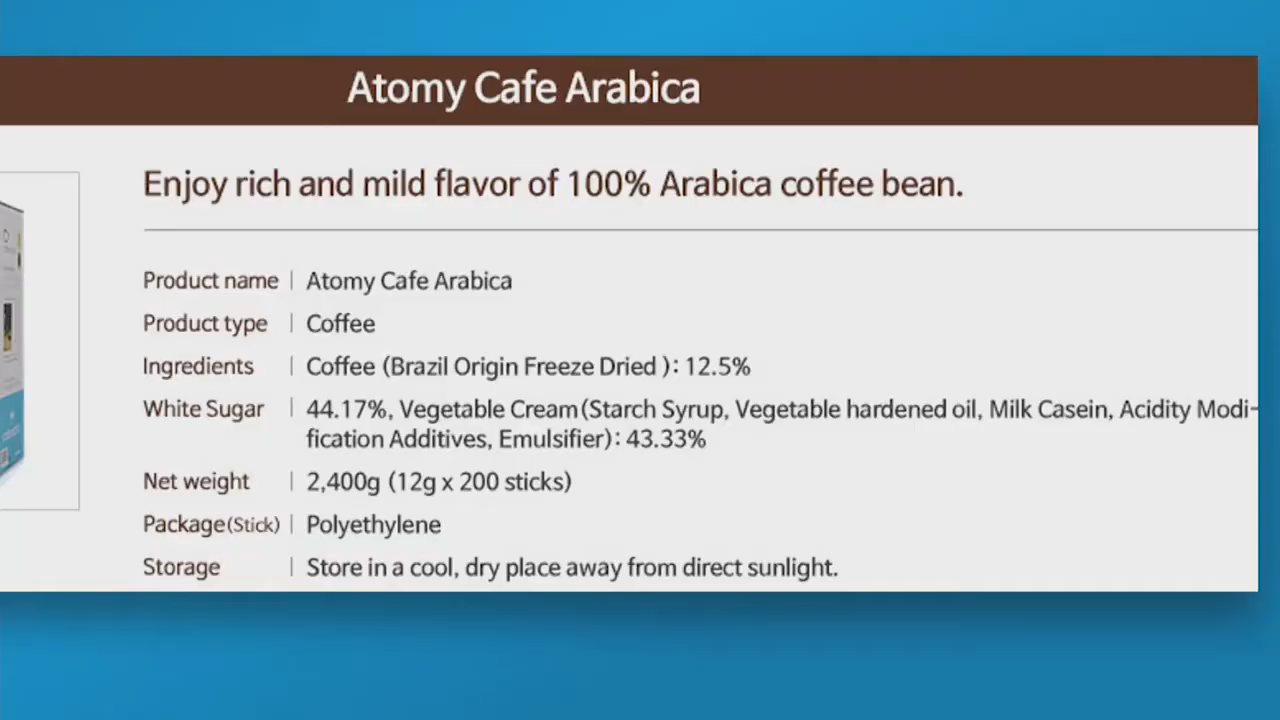 Atomy Cafe Arabica
Enjoy rich and mild flavor of 100% Arabica coffee bean.
Product name | Atomy Cafe Arabica
Product type | Coffee
Ingredients | Coffee (Brazil Origin Freeze Dried ): 12.5%
White Sugar | 44.17%, Vegetable Cream(Starch Syrup, Vegetable hardened oil, Milk Casein, Acidity Modi-
fication Additives, Emulsifier): 43.33%
Net weight | 2,400g (12g x 200 sticks)
Package(Stick) | Polyethylene
Storage | Store in a cool, dry place away from direct sunlight.